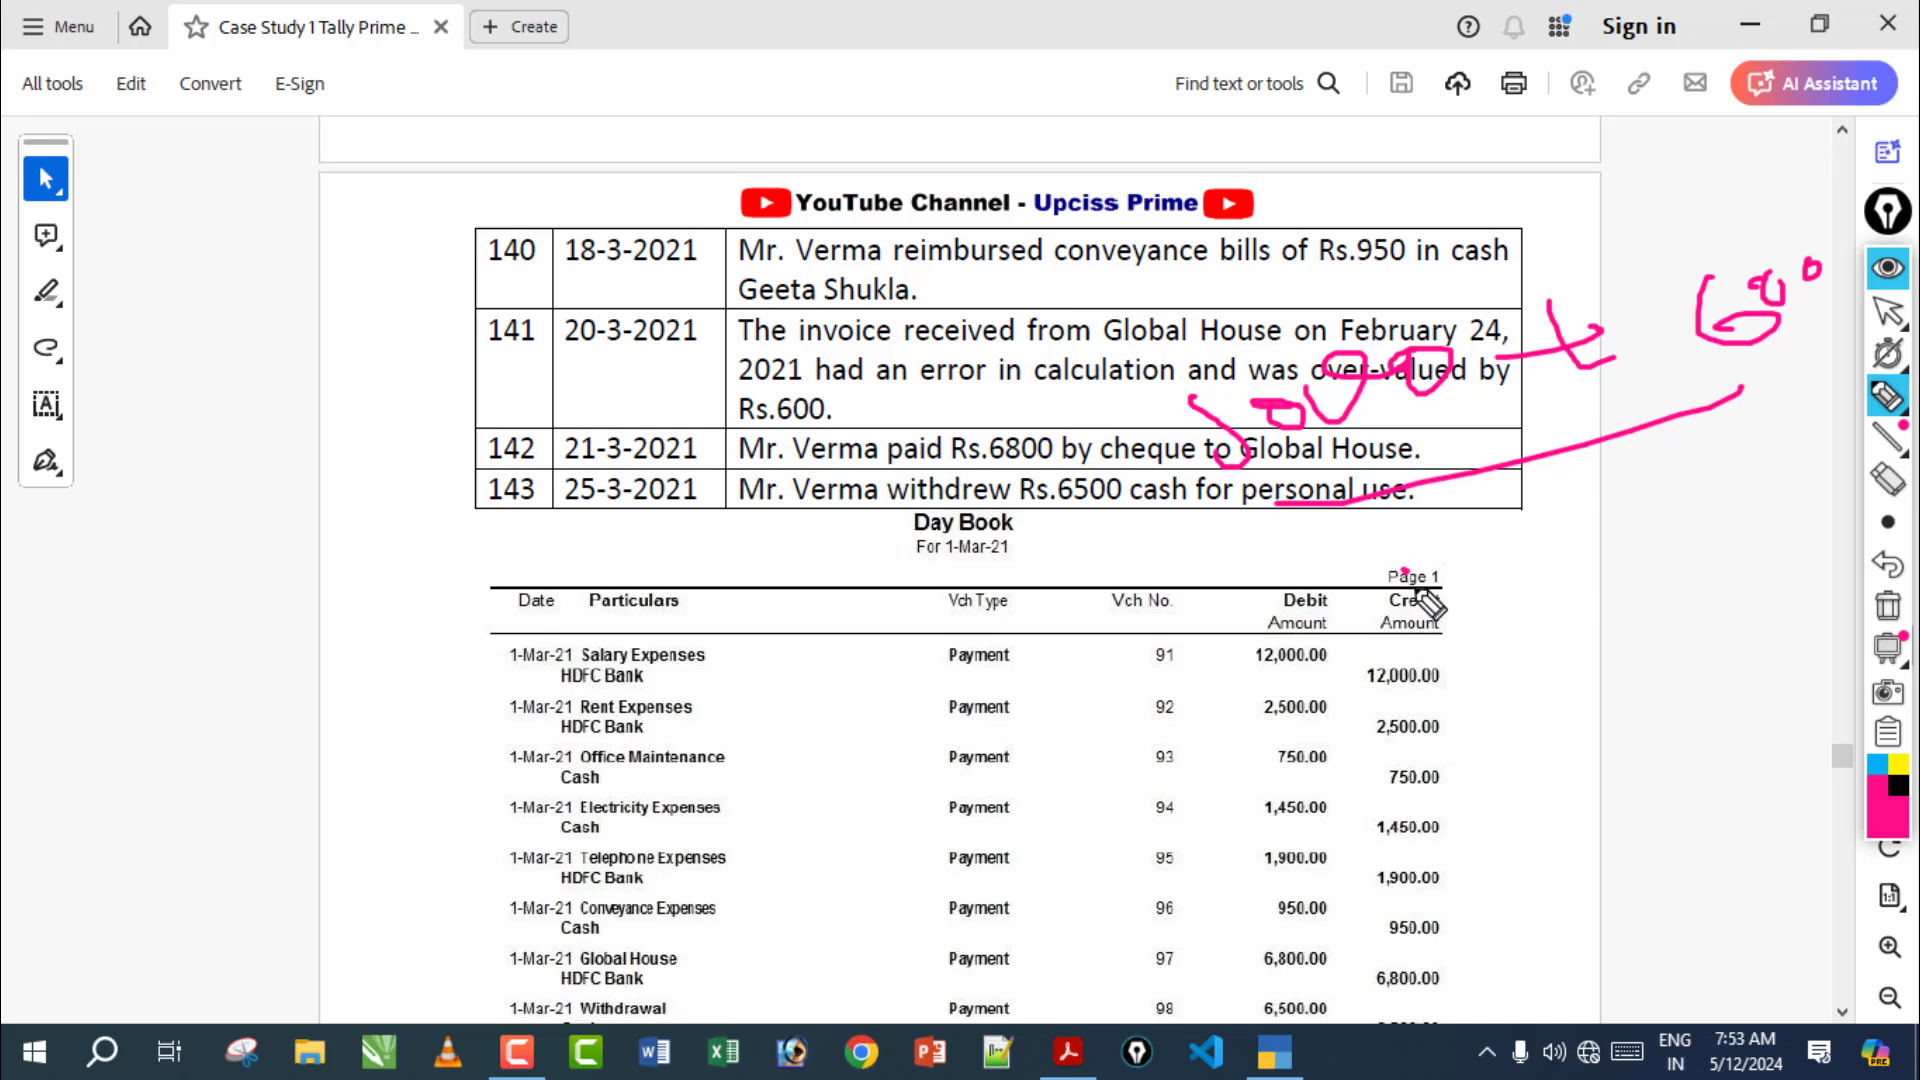 Menu
Case Study 1 Tally Prime ...
Create
Sign in
All tools
Edit
Convert
E-Sign
Find text or tools
AI Assistant
YouTube Channel - Upciss Prime
140 18-3-2021 Mr. Verma reimbursed conveyance bills of Rs.950 in cash
Geeta Shukla.
141 20-3-2021 The invoice received from Global House on February 24,
2021 had an error in calculation and was over-valued by
Rs.600.
142 21-3-2021 Mr. Verma paid Rs.6800 by cheque to Global House.
143 25-3-2021 Mr. Verma withdrew Rs.6500 cash for personal use.
Day Book
For 1-Mar-21
Page 1
Date Particulars Vch Type Vch No. Debit Credit
Amount Amount
1-Mar-21 Salary Expenses Payment 91 12,000.00
HDFC Bank 12,000.00
1-Mar-21 Rent Expenses Payment 92 2,500.00
HDFC Bank 2,500.00
1-Mar-21 Office Maintenance Payment 93 750.00
Cash 750.00
1-Mar-21 Electricity Expenses Payment 94 1,450.00
Cash 1,450.00
1-Mar-21 Telephone Expenses Payment 95 1,900.00
HDFC Bank 1,900.00
1-Mar-21 Conveyance Expenses Payment 96 950.00
Cash 950.00
1-Mar-21 Global House Payment 97 6,800.00
HDFC Bank 6,800.00
1-Mar-21 Withdrawal Payment 98 6,500.00
ENG
IN
7:53 AM
5/12/2024